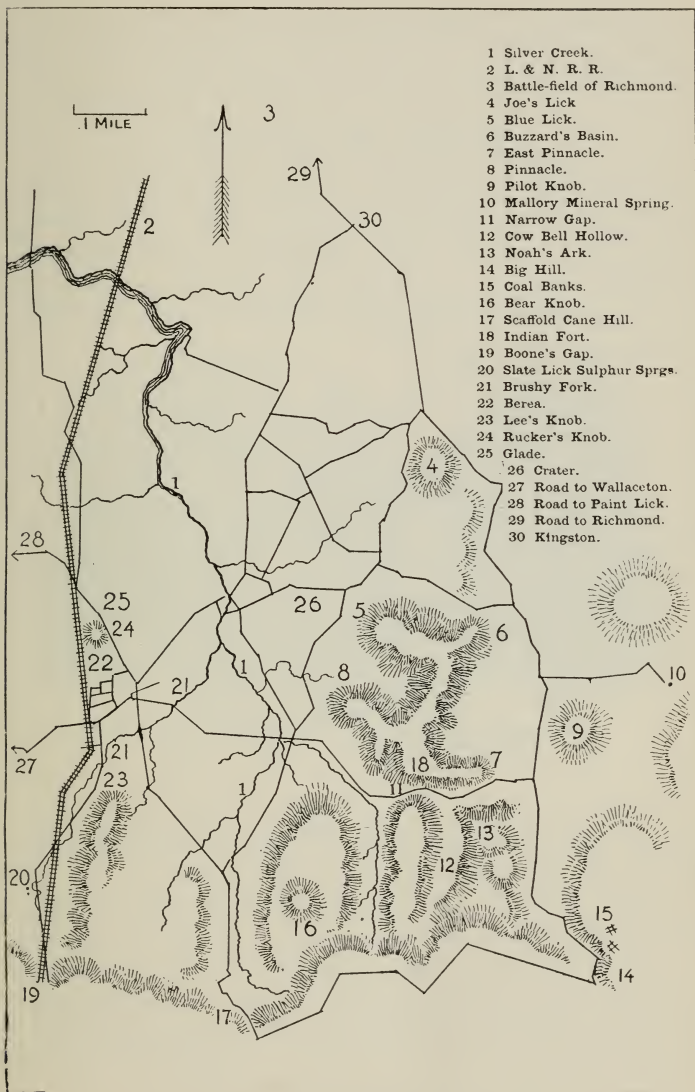 1 Silver Creek.
2 L. & N. R. R.
3 Battle-field of Richmond.
4 Joe's Lick
5 Blue Lick.
6 Buzzard's Basin.
7 East Pinnacle.
8 Pinnacle.
9 Pilot Knob.
10 Mallory Mineral Spring.
11 Narrow Gap.
12 Cow Bell Hollow.
13 Noah's Ark.
14 Big Hill.
15 Coal Banks.
16 Bear Knob.
17 Scaffold Cane Hill.
18 Indian Fort.
19 Boone's Gap.
20 Slate Lick Sulphur Sprgs.
21 Brushy Fork.
22 Berea.
23 Lee's Knob.
24 Rucker's Knob.
25 Glade.
26 Crater.
27 Road to Wallaceton.
28 Road to Paint Lick.
29 Road to Richmond.
30 Kingston.
1 MILE
3
29
30
2
4
1
28
25
24
26
5
6
22
21
1
8
10
9
27
21
18
7
11
23
1
13
12
20
16
15
14
19
17